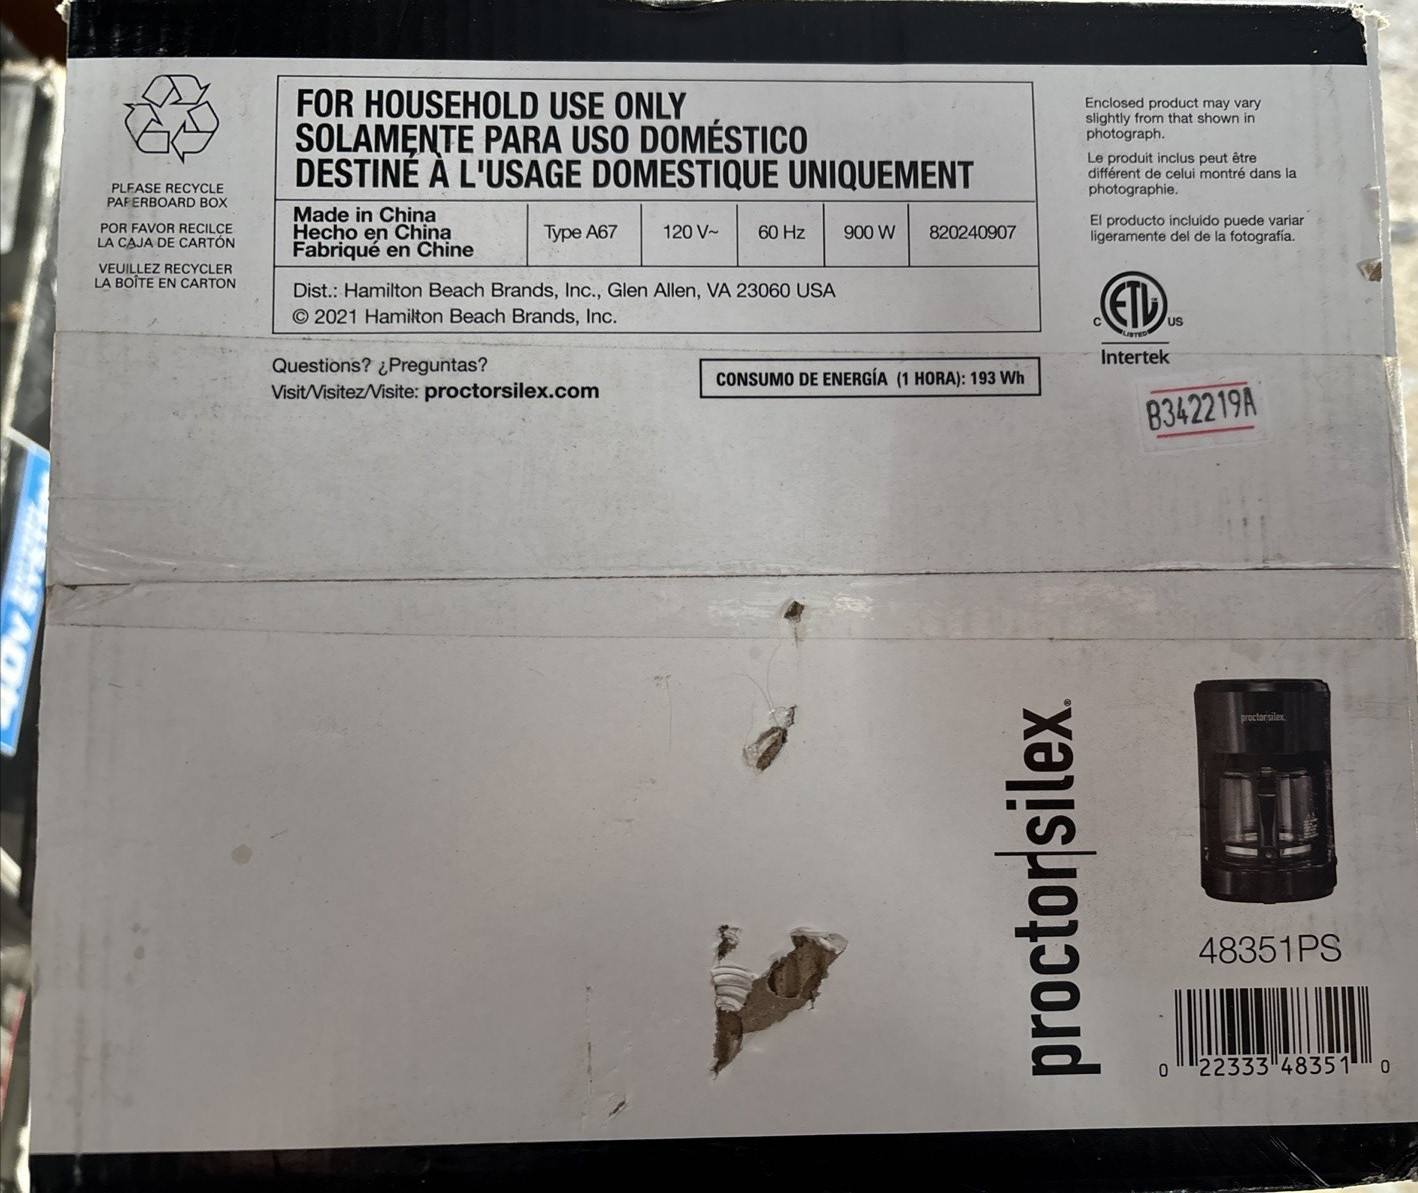 PLEASE RECYCLE
PAPERBOARD BOX
POR FAVOR RECILCE
LA CAJA DE CARTÓN
VEUILLEZ RECYCLER
LA BOÎTE EN CARTON
FOR HOUSEHOLD USE ONLY
SOLAMENTE PARA USO DOMÉSTICO
DESTINÉ À L'USAGE DOMESTIQUE UNIQUEMENT
Made in China
Hecho en China
Fabriqué en Chine
Type A67
120 V~
60 Hz
900 W
820240907
Dist.: Hamilton Beach Brands, Inc., Glen Allen, VA 23060 USA
© 2021 Hamilton Beach Brands, Inc.
Questions? ¿Preguntas?
Visit/Visitez/Visite: proctorsilex.com
CONSUMO DE ENERGÍA (1 HORA): 193 Wh
Enclosed product may vary
slightly from that shown in
photograph.
Le produit inclus peut être
différent de celui montré dans la
photographie.
El producto incluido puede variar
ligeramente del de la fotografía.
ETL
LISTED
C US
Intertek
B342219A
proctor silex®
proctor silex.
48351PS
0 22333 48351 0